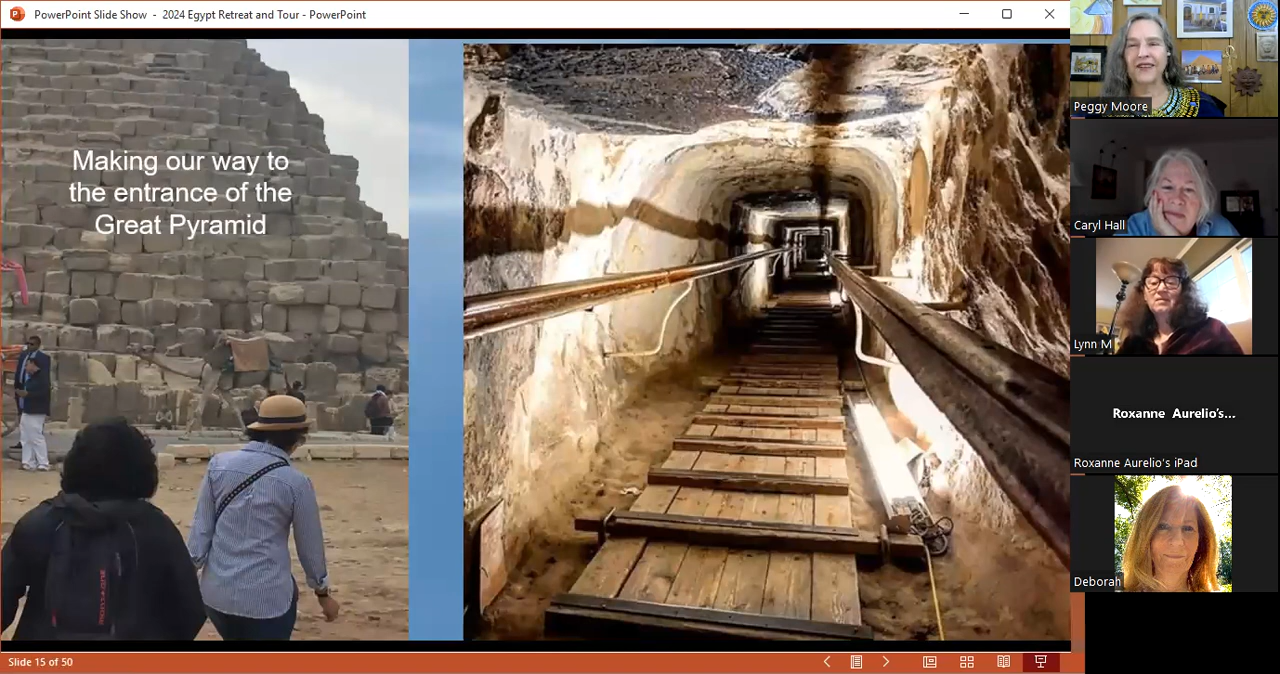 PowerPoint Slide Show - 2024 Egypt Retreat and Tour - PowerPoint
Making our way to
the entrance of the
Great Pyramid
Peggy Moore
Caryl Hall
Lynn M
Roxanne Aurelio's...
Roxanne Aurelio's iPad
Deborah
Slide 15 of 50